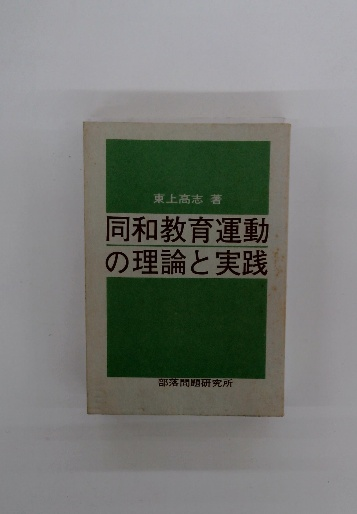 東上高志 著
同和教育運動
の理論と実践
部落問題研究所